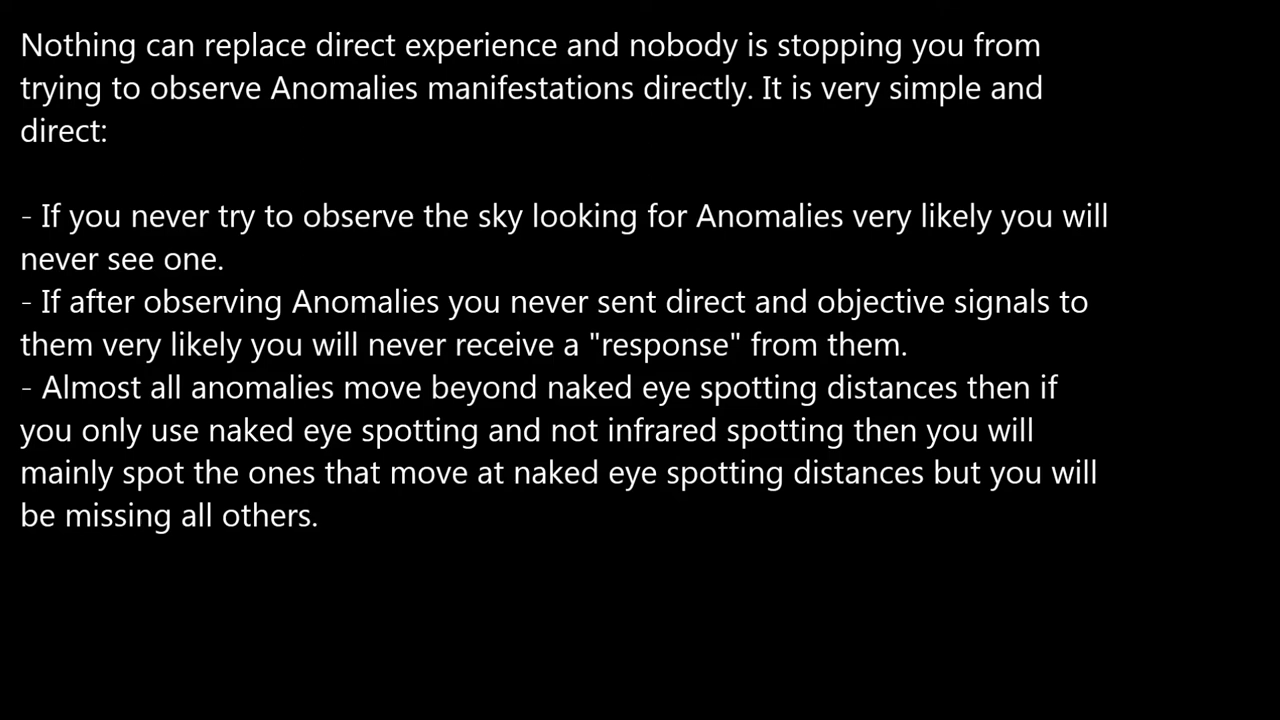 Nothing can replace direct experience and nobody is stopping you from
trying to observe Anomalies manifestations directly. It is very simple and
direct:
- If you never try to observe the sky looking for Anomalies very likely you will
never see one.
- If after observing Anomalies you never sent direct and objective signals to
them very likely you will never receive a "response" from them.
- Almost all anomalies move beyond naked eye spotting distances then if
you only use naked eye spotting and not infrared spotting then you will
mainly spot the ones that move at naked eye spotting distances but you will
be missing all others.